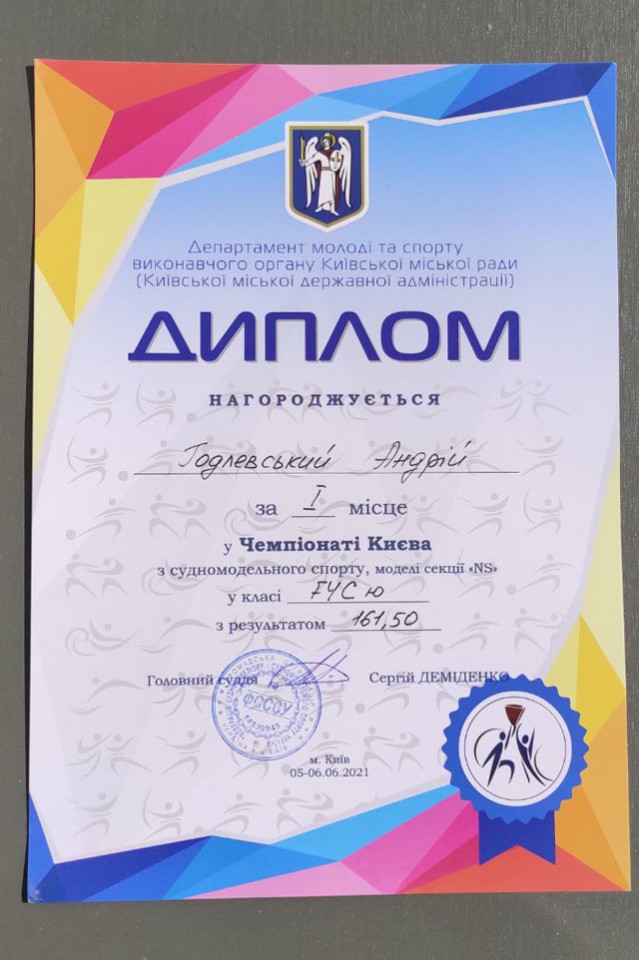 Департамент молоді та спорту
виконавчого органу Київської міської ради
(Київської міської державної адміністрації)
ДИПЛОМ
НАГОРОДЖУЄТЬСЯ
Годлевський Андрій
за I місце
у Чемпіонаті Києва
з судномодельного спорту, моделі секції «NS»
у класі F4C ю
з результатом 161,50
Головний суддя Сергій ДЕМІДЕНКО
ФСССУ
м. Київ
05-06.06.2021